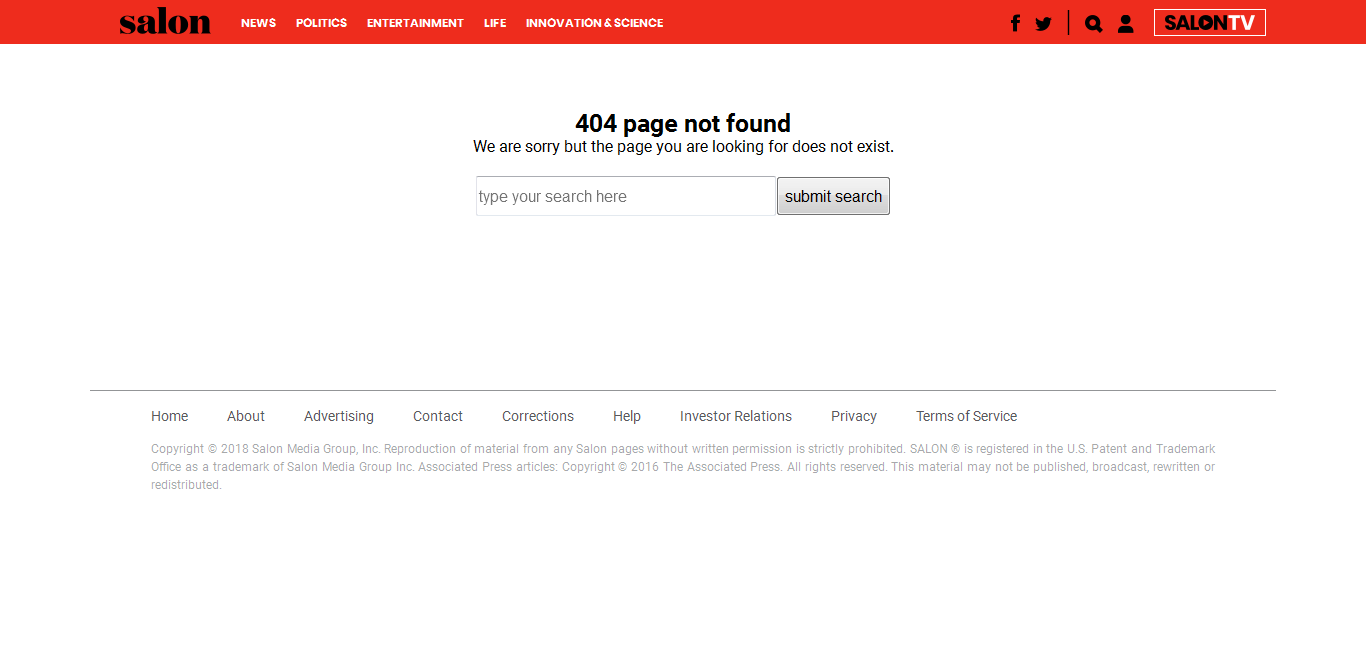 salon NEWS POLITICS ENTERTAINMENT LIFE INNOVATION & SCIENCE SALONTV
404 page not found
We are sorry but the page you are looking for does not exist.
type your search here submit search
Home About Advertising Contact Corrections Help Investor Relations Privacy Terms of Service
Copyright © 2018 Salon Media Group, Inc. Reproduction of material from any Salon pages without written permission is strictly prohibited. SALON ® is registered in the U.S. Patent and Trademark
Office as a trademark of Salon Media Group Inc. Associated Press articles: Copyright © 2016 The Associated Press. All rights reserved. This material may not be published, broadcast, rewritten or
redistributed.